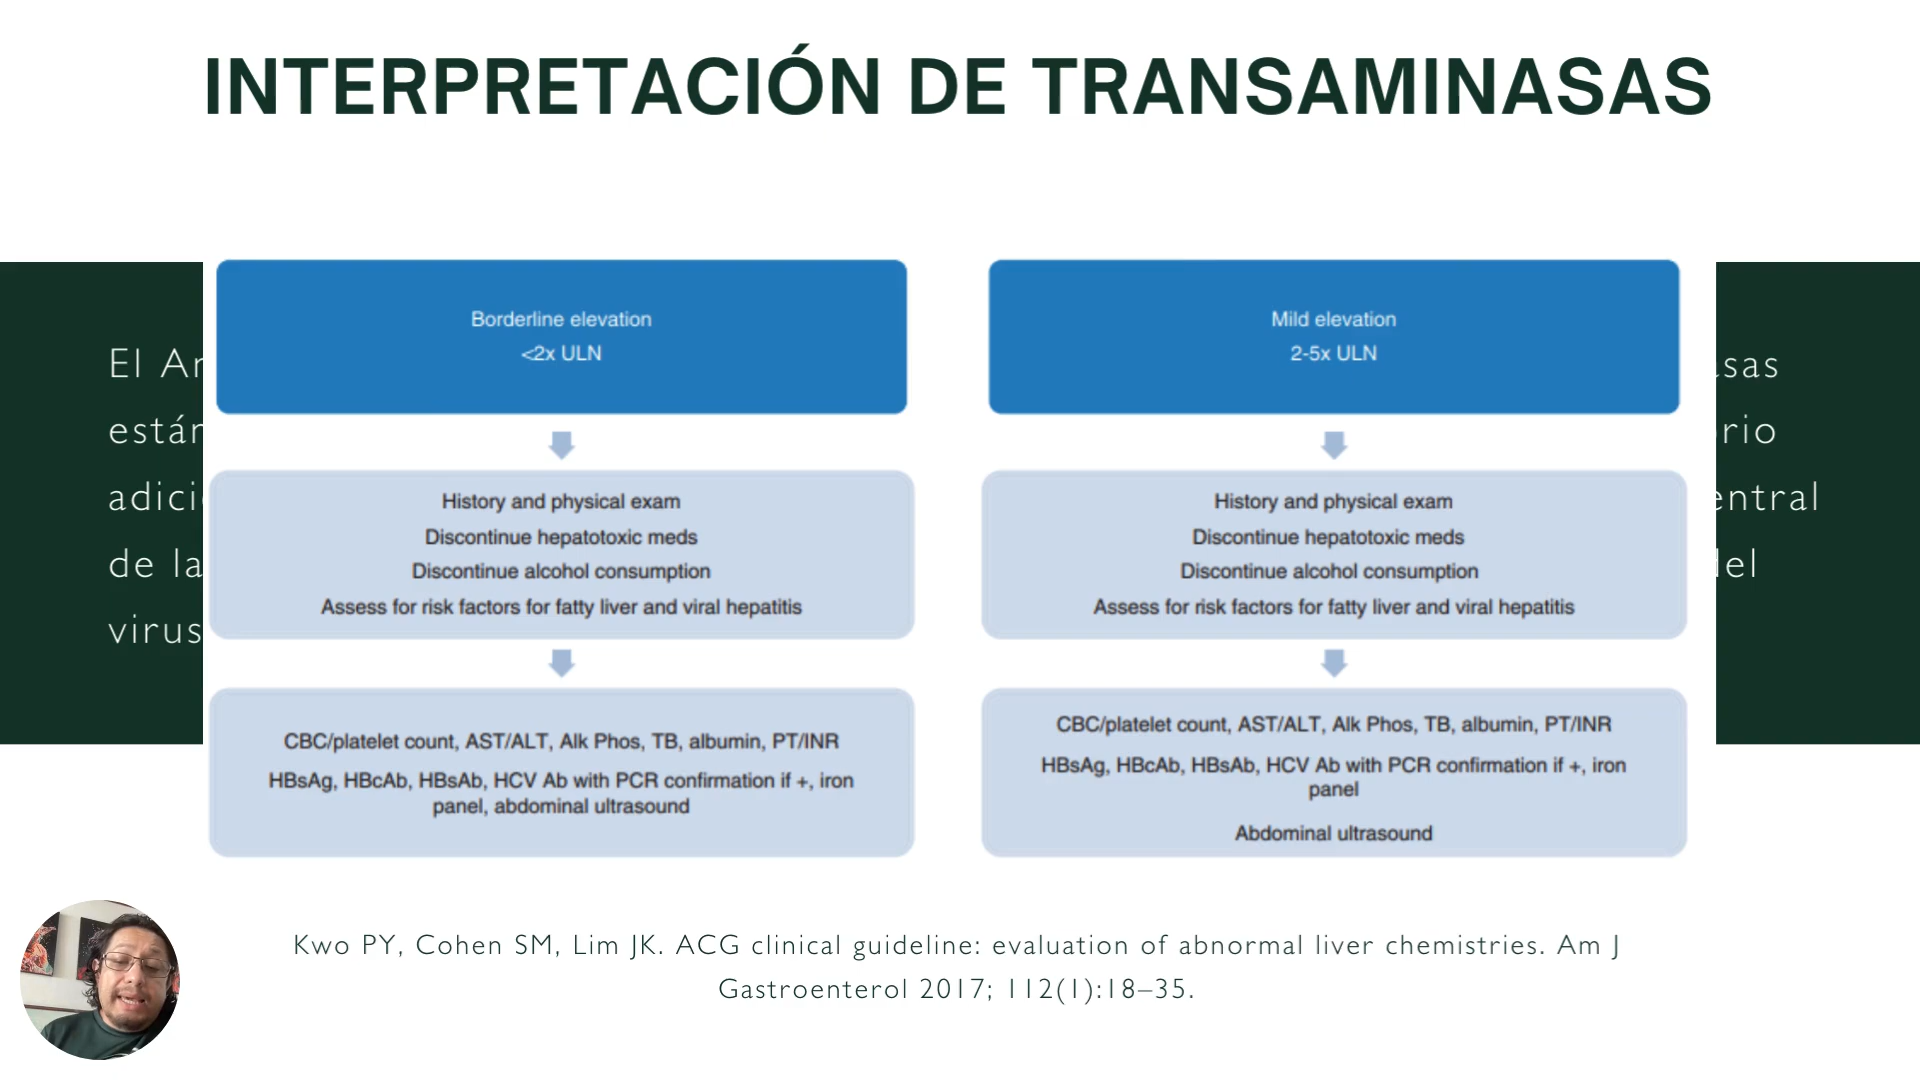 INTERPRETACIÓN DE TRANSAMINASAS
Borderline elevation
<2x ULN
History and physical exam
Discontinue hepatotoxic meds
Discontinue alcohol consumption
Assess for risk factors for fatty liver and viral hepatitis
CBC/platelet count, AST/ALT, Alk Phos, TB, albumin, PT/INR
HBsAg, HBcAb, HBsAb, HCV Ab with PCR confirmation if +, iron
panel, abdominal ultrasound
Mild elevation
2-5x ULN
History and physical exam
Discontinue hepatotoxic meds
Discontinue alcohol consumption
Assess for risk factors for fatty liver and viral hepatitis
CBC/platelet count, AST/ALT, Alk Phos, TB, albumin, PT/INR
HBsAg, HBcAb, HBsAb, HCV Ab with PCR confirmation if +, iron
panel
Abdominal ultrasound
El
de la
virus
del
Kwo PY, Cohen SM, Lim JK. ACG clinical guideline: evaluation of abnormal liver chemistries. Am J
Gastroenterol 2017; 112(1):18–35.